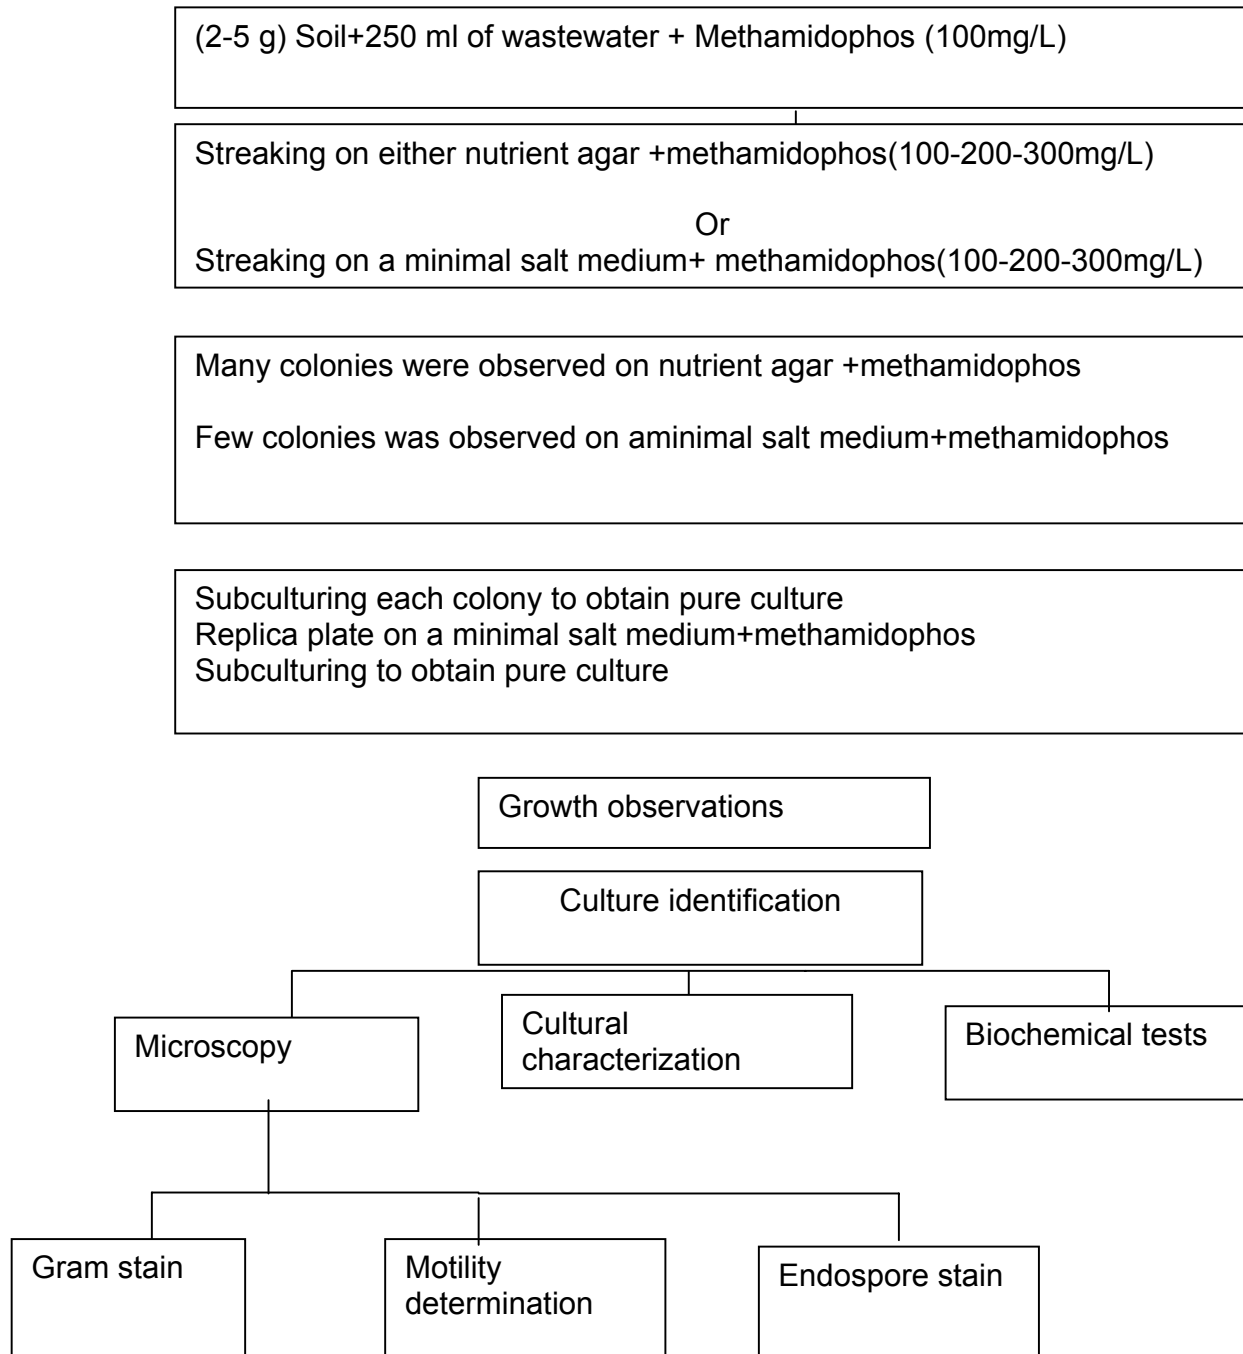 (2-5 g) Soil+250 ml of wastewater + Methamidophos (100mg/L)
Streaking on either nutrient agar +methamidophos(100-200-300mg/L)
Or
Streaking on a minimal salt medium+ methamidophos(100-200-300mg/L)
Many colonies were observed on nutrient agar +methamidophos
Few colonies was observed on aminimal salt medium+methamidophos
Subculturing each colony to obtain pure culture
Replica plate on a minimal salt medium+methamidophos
Subculturing to obtain pure culture
Growth observations
Culture identification
Microscopy
Cultural
characterization
Biochemical tests
Gram stain
Motility
determination
Endospore stain